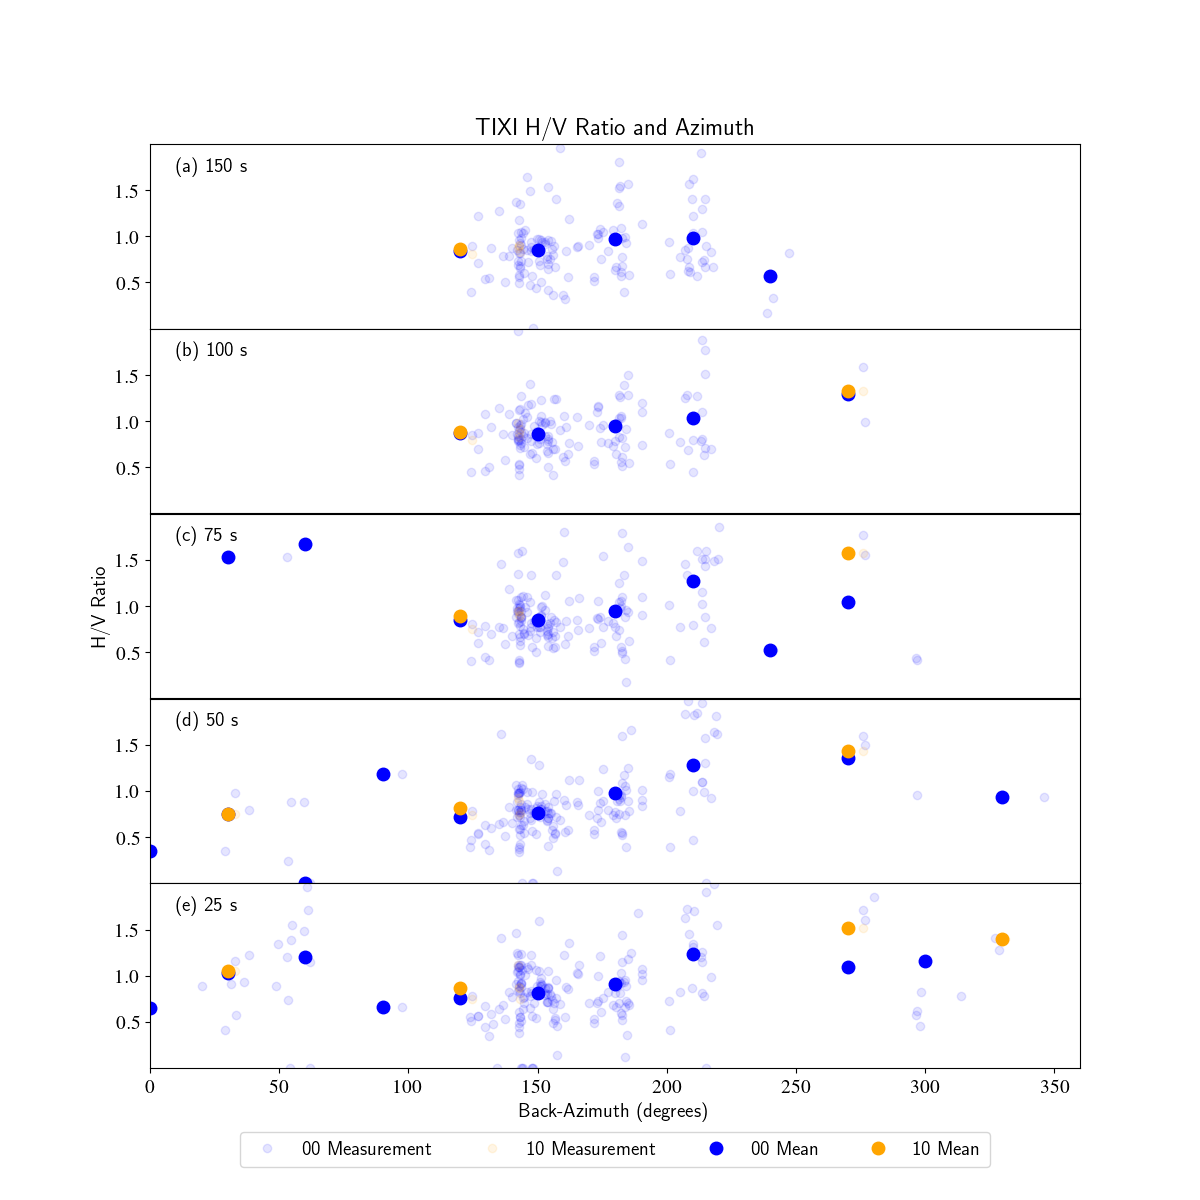 TIXI H/V Ratio and Azimuth
(a) 150 s
1.5
1.0
0.5
(b) 100 s
1.5
1.0
0.5
(c) 75 s
1.5
1.0
0.5
H/V Ratio
(d) 50 s
1.5
1.0
0.5
(e) 25 s
1.5
1.0
0.5
0 50 100 150 200 250 300 350
Back-Azimuth (degrees)
00 Measurement 10 Measurement 00 Mean 10 Mean